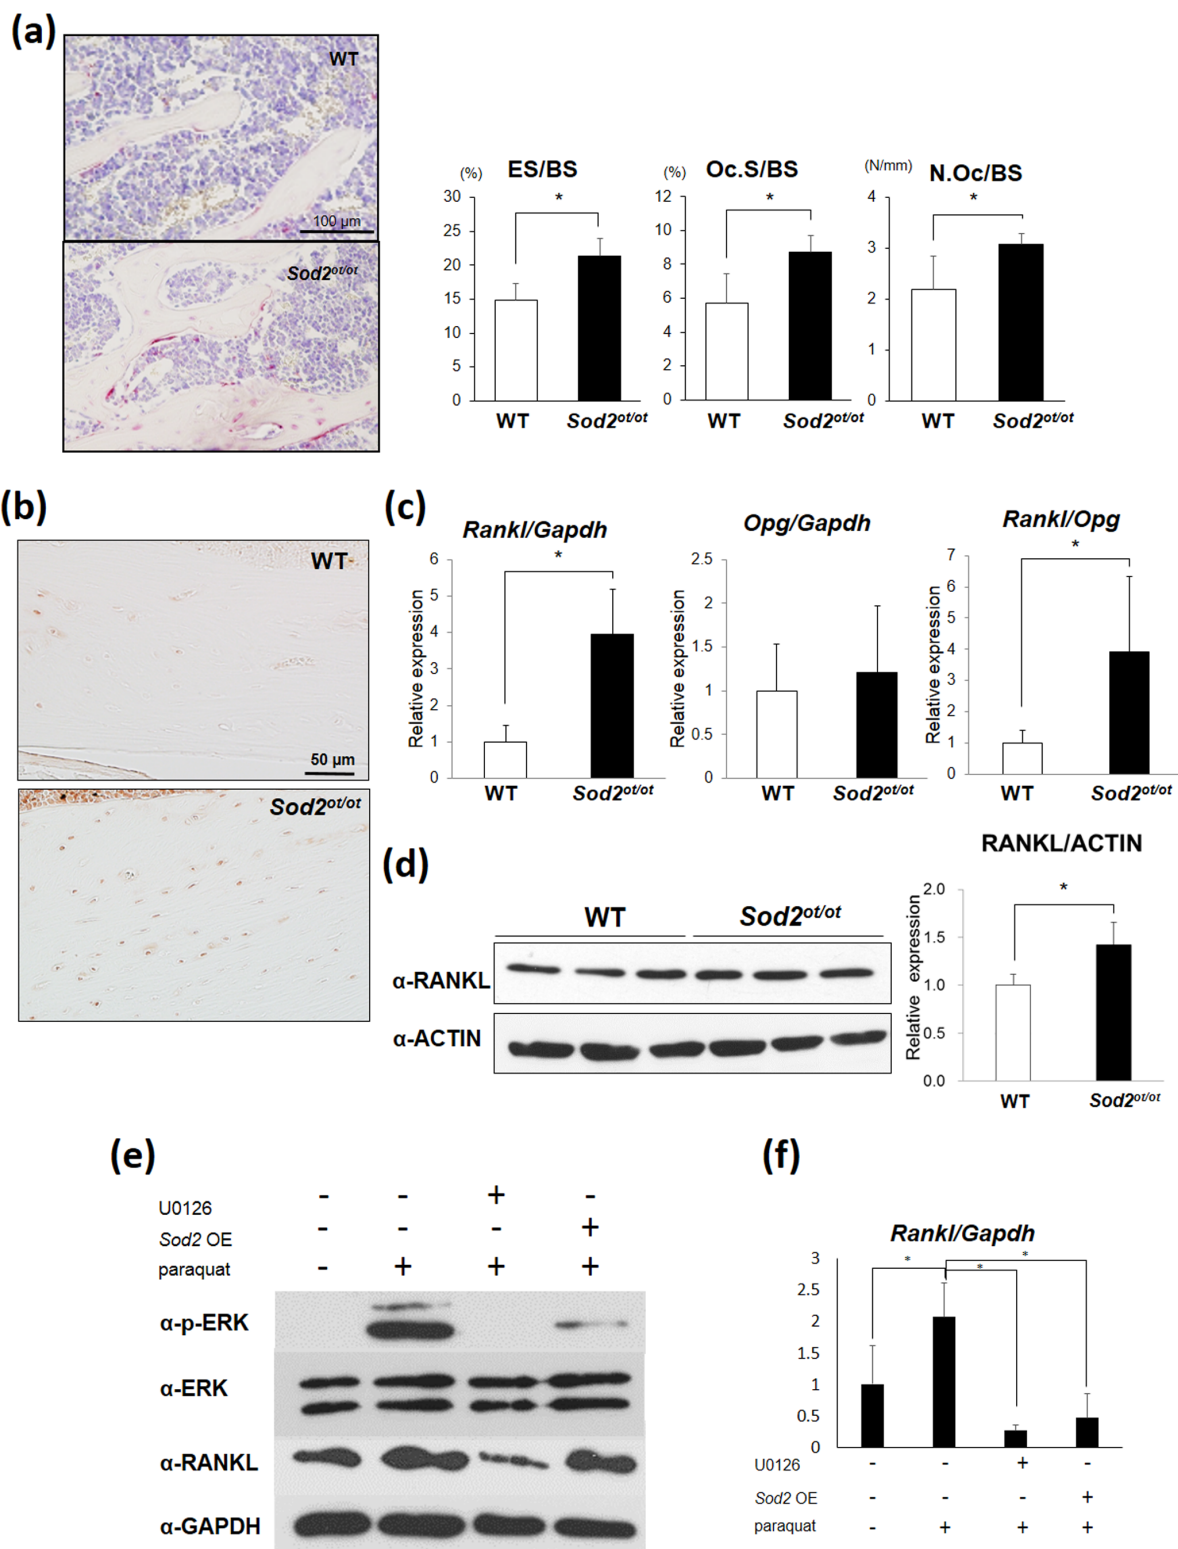 (a)
WT
100 µm
Sod2ot/ot
(%) ES/BS
30
25
20
15
10
5
0
*
WT Sod2ot/ot
(%) Oc.S/BS
12
10
8
6
4
2
0
*
WT Sod2ot/ot
(N/mm) N.Oc/BS
4
3
2
1
0
*
WT Sod2ot/ot
(b)
WT
50 µm
Sod2ot/ot
(c)
Rankl/Gapdh
Relative expression
6
5
4
3
2
1
0
*
WT Sod2ot/ot
Opg/Gapdh
Relative expression
2.5
2
1.5
1
0.5
0
WT Sod2ot/ot
Rankl/Opg
Relative expression
7
6
5
4
3
2
1
0
*
WT Sod2ot/ot
(d)
WT Sod2ot/ot
α-RANKL
α-ACTIN
RANKL/ACTIN
Relative expression
2.0
1.5
1.0
0.5
0.0
*
WT Sod2ot/ot
(e)
U0126 - - + -
Sod2 OE - - - +
paraquat - + + +
α-p-ERK
α-ERK
α-RANKL
α-GAPDH
(f)
Rankl/Gapdh
3
2.5
2
1.5
1
0.5
0
* * *
U0126 - - + -
Sod2 OE - - - +
paraquat - + + +